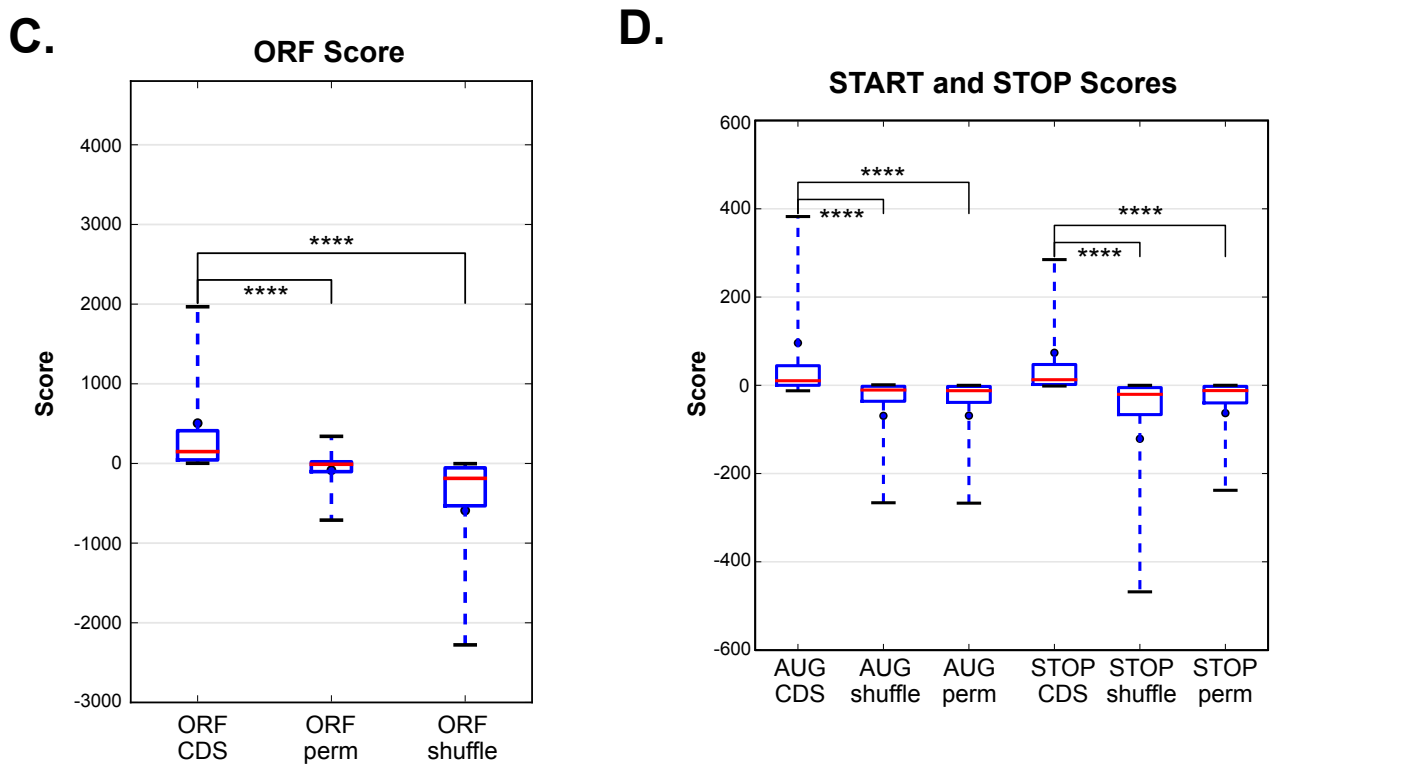 C.
ORF Score
Score
4000
3000
2000
1000
0
-1000
-2000
-3000
****
****
ORF
CDS
ORF
perm
ORF
shuffle
D.
START and STOP Scores
Score
600
400
200
0
-200
-400
-600
****
****
****
****
AUG
CDS
AUG
shuffle
AUG
perm
STOP
CDS
STOP
shuffle
STOP
perm